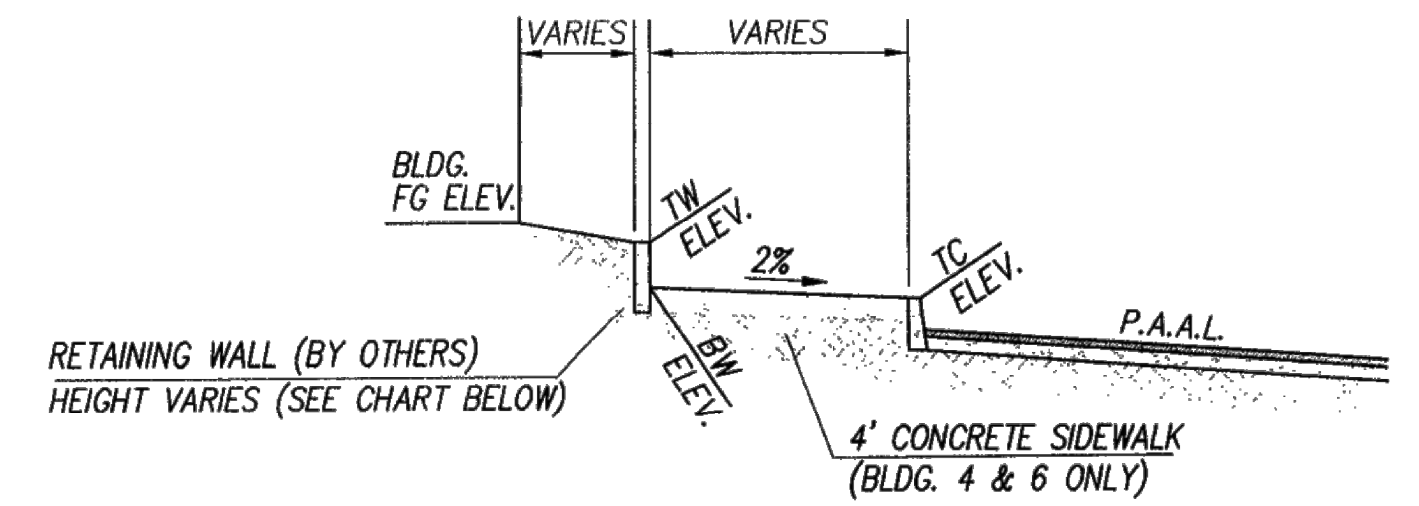 VARIES
VARIES
BLDG.
FG ELEV.
TW
ELEV.
2%
TC
ELEV.
P.A.A.L.
BW
ELEV.
RETAINING WALL (BY OTHERS)
HEIGHT VARIES (SEE CHART BELOW)
4' CONCRETE SIDEWALK
(BLDG. 4 & 6 ONLY)